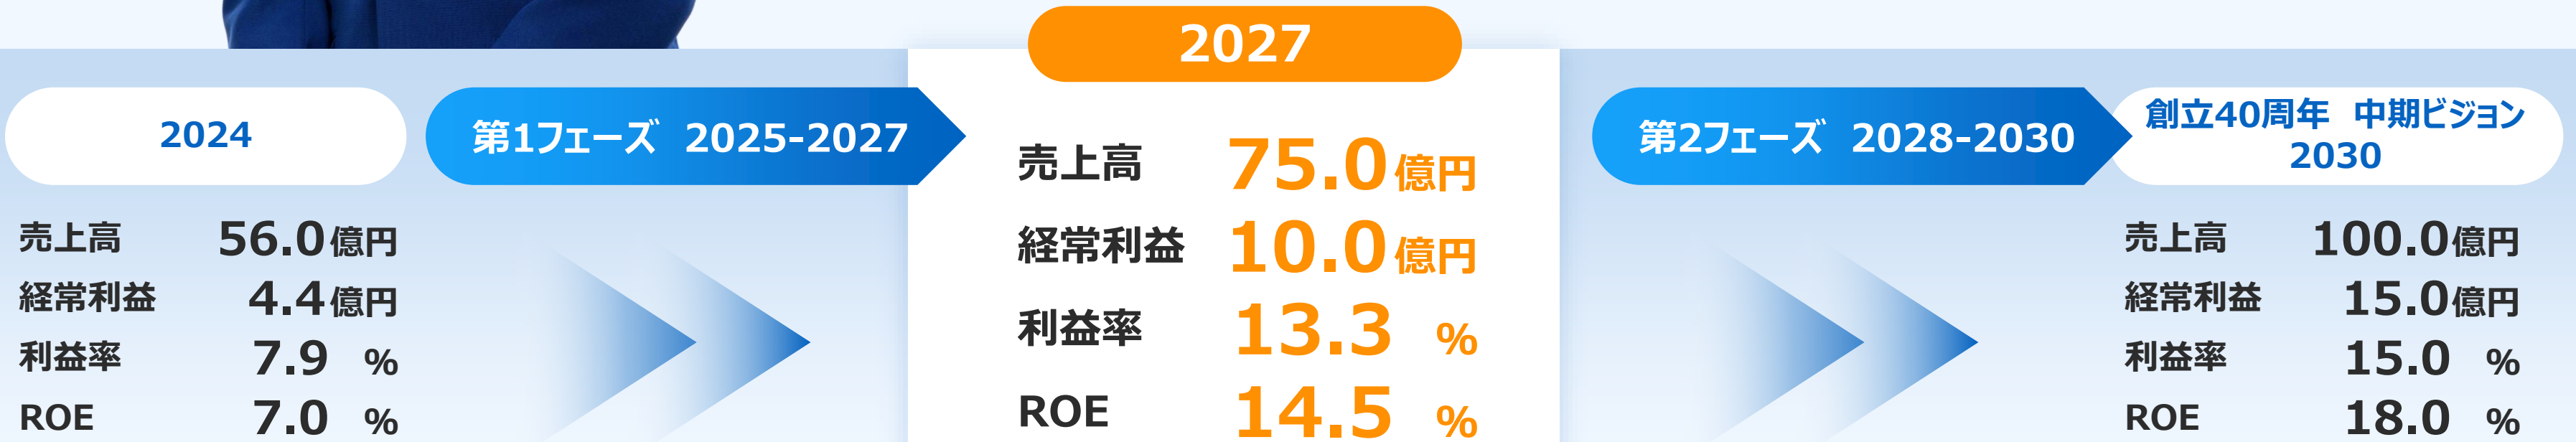 2027
2024
第1フェーズ 2025-2027
第2フェーズ 2028-2030
創立40周年 中期ビジョン
2030
売上高 56.0億円
経常利益 4.4億円
利益率 7.9 %
ROE 7.0 %
売上高 75.0億円
経常利益 10.0億円
利益率 13.3 %
ROE 14.5 %
売上高 100.0億円
経常利益 15.0億円
利益率 15.0 %
ROE 18.0 %